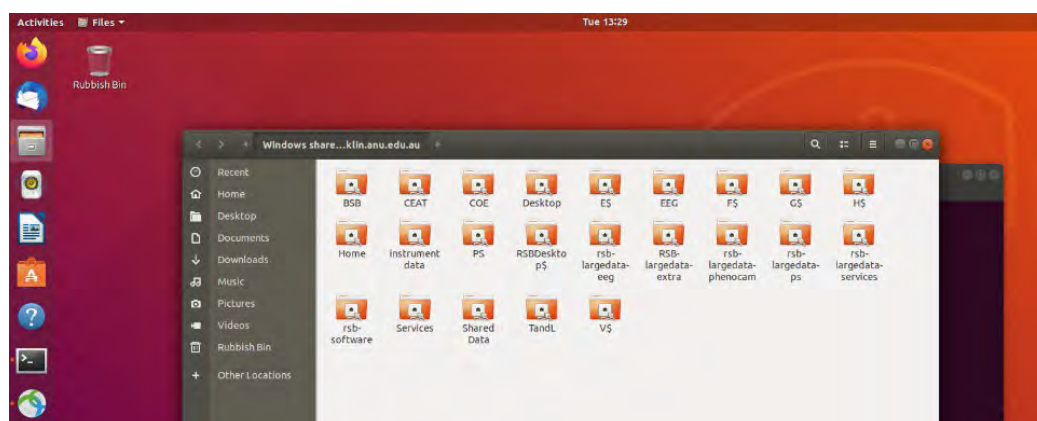 Activities Files Tue 13:29
Rubbish Bin
Windows share...klin.anu.edu.au
Recent
Home
Desktop
Documents
Downloads
Music
Pictures
Videos
Rubbish Bin
+ Other Locations
BSB CEAT COE Desktop E$ EEG F$ G$ H$
Home instrument data PS RSBDeskto p$ rsb-largedata-eeg RSB-largedata-extra rsb-largedata-phenocam rsb-largedata-ps rsb-largedata-services
rsb-software Services Shared Data TandL V$